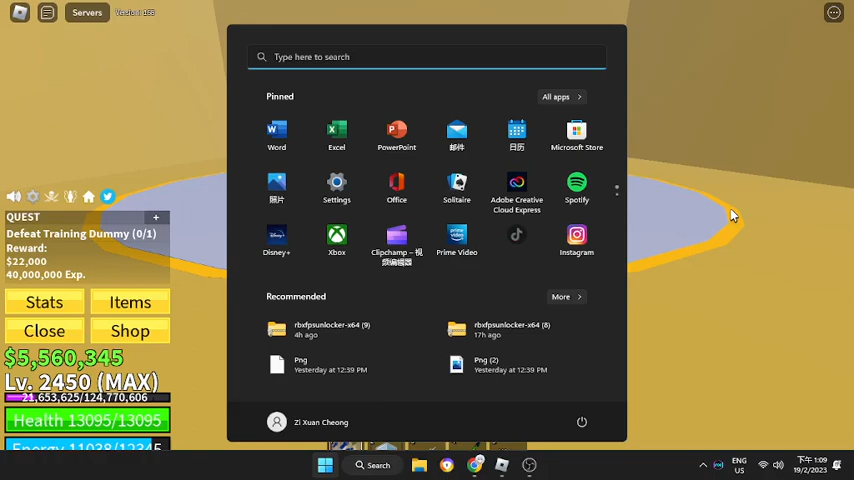 Servers
Type here to search
Pinned
All apps
Word
Excel
PowerPoint
邮件
日历
Microsoft Store
照片
Settings
Office
Solitaire
Adobe Creative
Cloud Express
Spotify
Disney+
Xbox
Clipchamp – 视
频编辑器
Prime Video
Instagram
Recommended
More
rbxfpsunlocker-x64 (9)
4h ago
rbxfpsunlocker-x64 (8)
17h ago
Png
Yesterday at 12:39 PM
Png (2)
Yesterday at 12:39 PM
Zi Xuan Cheong
QUEST +
Defeat Training Dummy (0/1)
Reward:
$22,000
40,000,000 Exp.
Stats
Items
Close
Shop
$5,560,345
Lv. 2450 (MAX)
21,653,625/124,770,606
Health 13095/13095
Energy 11038/12345
Search
ENG
US
下午 1:09
19/2/2023